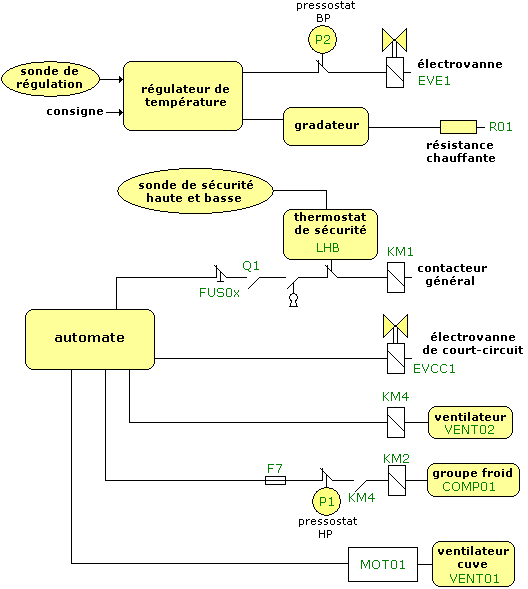 pressostat
BP
P2
électrovanne
EVE1
sonde de
régulation
régulateur de
température
consigne
gradateur
R01
résistance
chauffante
sonde de sécurité
haute et basse
thermostat
de sécurité
LHB
KM1
Q1
contacteur
général
FUS0x
automate
électrovanne
de court-circuit
EVCC1
KM4
ventilateur
VENT02
KM2
F7
groupe froid
COMP01
KM4
P1
pressostat
HP
MOT01
ventilateur
cuve
VENT01